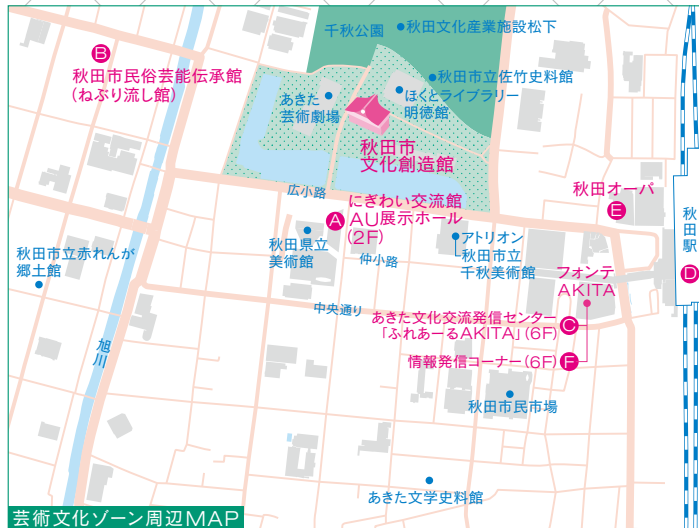 千秋公園
秋田文化産業施設松下
B
秋田市民俗芸能伝承館
(ねぶり流し館)
秋田市立佐竹史料館
あきた
芸術劇場
ほくとライブラリー
明徳館
秋田市
文化創造館
広小路
にぎわい交流館
A
AU展示ホール
(2F)
秋田オーパ
E
秋田駅
D
秋田県立
美術館
仲小路
アトリオン
秋田市立
千秋美術館
秋田市立赤れんが
郷土館
フォンテ
AKITA
中央通り
あきた文化交流発信センター
「ふれあーるAKITA」(6F)
C
情報発信コーナー(6F)
F
旭川
秋田市民市場
あきた文学史料館
芸術文化ゾーン周辺MAP